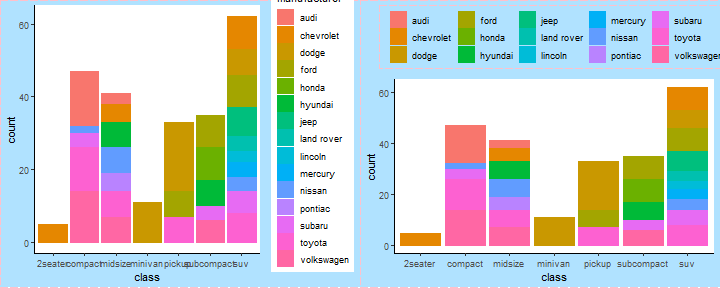 manufacturer
audi
chevrolet
dodge
ford
honda
hyundai
jeep
land rover
lincoln
mercury
nissan
pontiac
subaru
toyota
volkswagen
count
60
40
20
0
2seater compact midsize minivan pickup subcompact suv
class
audi ford jeep mercury subaru
chevrolet honda land rover nissan toyota
dodge hyundai lincoln pontiac volkswagen
count
60
40
20
0
2seater compact midsize minivan pickup subcompact suv
class